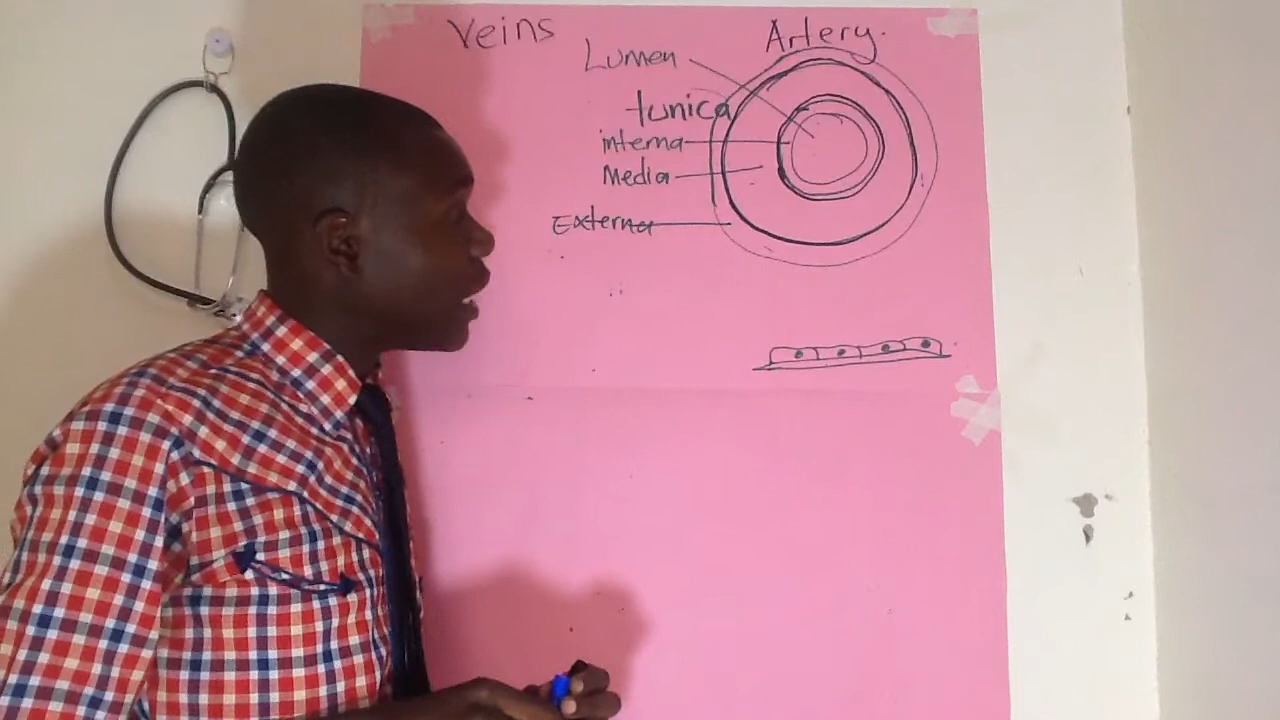 Veins
Artery.
Lumen
tunica
interna
Media
Externa